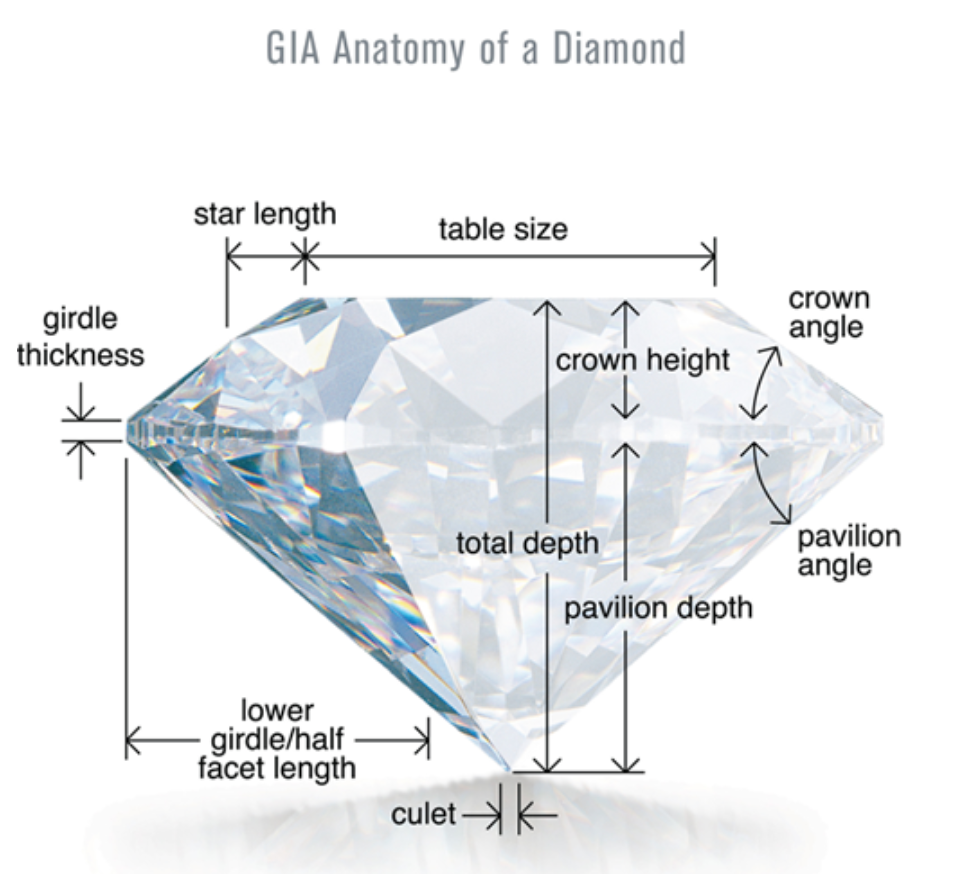 GIA Anatomy of a Diamond
star length
table size
crown
angle
girdle
thickness
crown height
total depth
pavilion
angle
pavilion depth
lower
girdle/half
facet length
culet